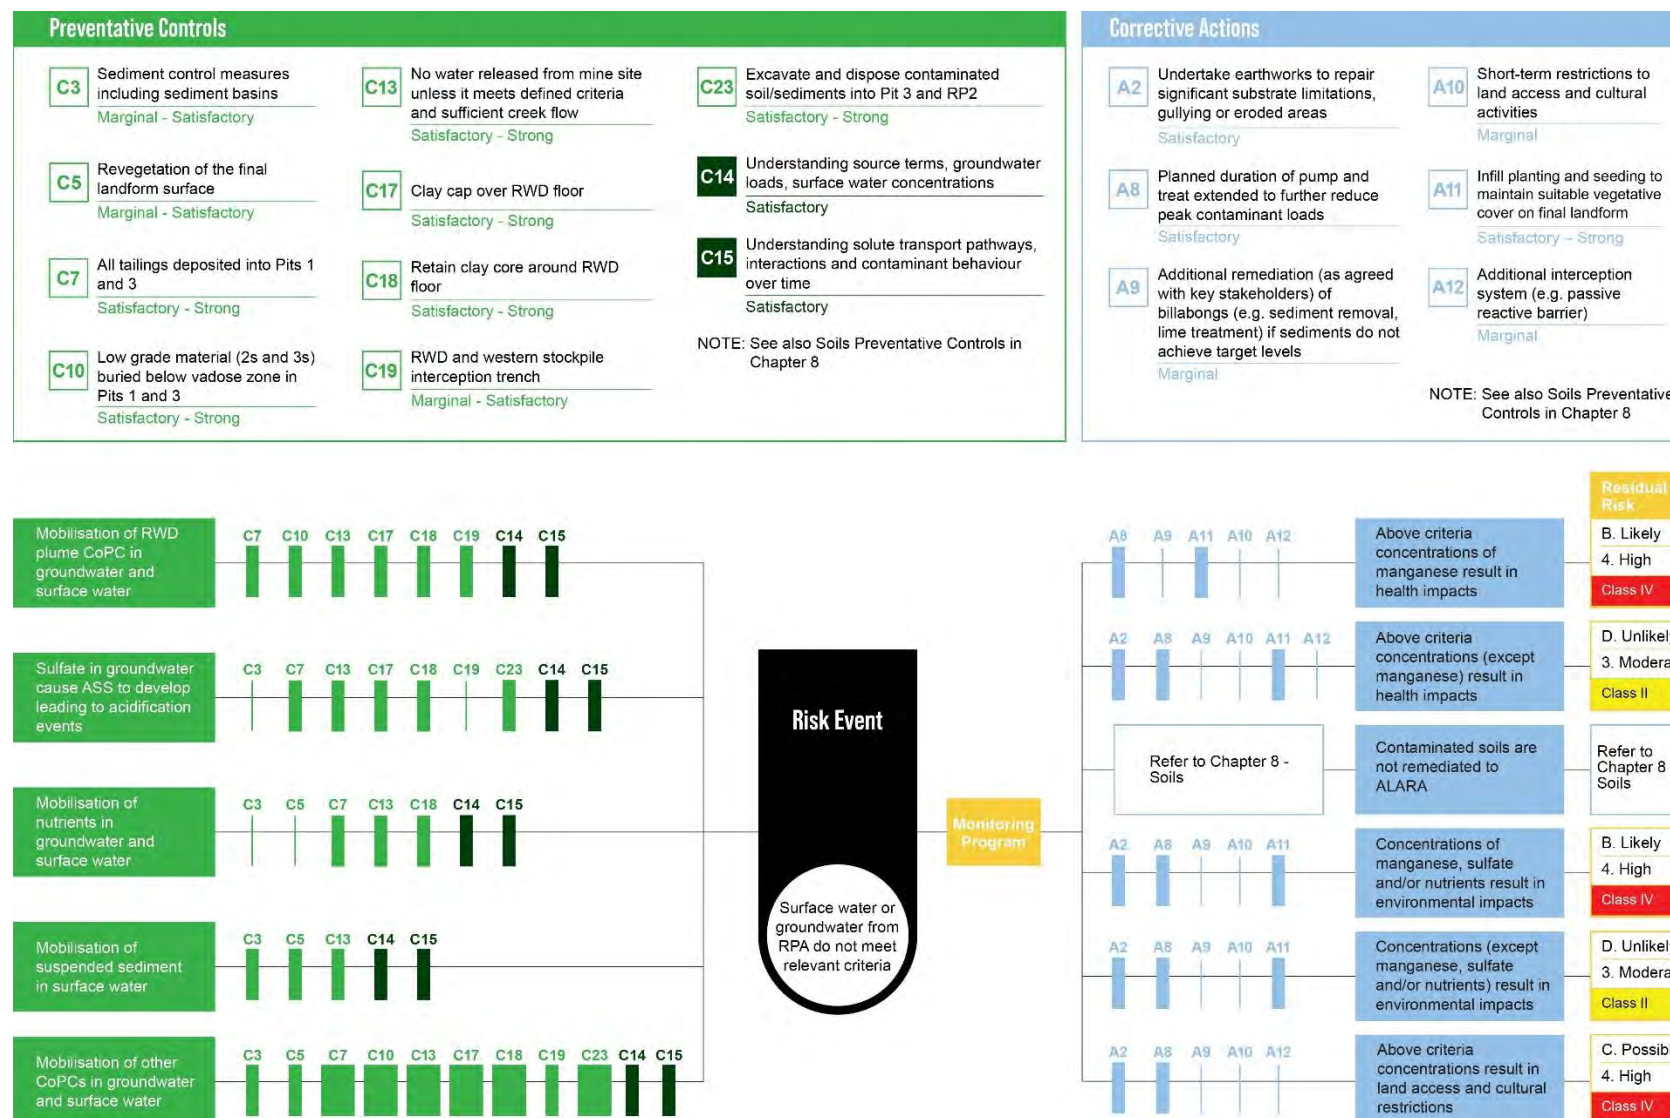 Preventative Controls
C3
Sediment control measures
including sediment basins
Marginal - Satisfactory
C5
Revegetation of the final
landform surface
Marginal - Satisfactory
C7
All tailings deposited into Pits 1
and 3
Satisfactory - Strong
C10
Low grade material (2s and 3s)
buried below vadose zone in
Pits 1 and 3
Satisfactory - Strong
C13
No water released from mine site
unless it meets defined criteria
and sufficient creek flow
Satisfactory - Strong
C17
Clay cap over RWD floor
Satisfactory - Strong
C18
Retain clay core around RWD
floor
Satisfactory - Strong
C19
RWD and western stockpile
interception trench
Marginal - Satisfactory
C23
Excavate and dispose contaminated
soil/sediments into Pit 3 and RP2
Satisfactory - Strong
C14
Understanding source terms, groundwater
loads, surface water concentrations
Satisfactory
C15
Understanding solute transport pathways,
interactions and contaminant behaviour
over time
Satisfactory
NOTE: See also Soils Preventative Controls in
Chapter 8
Corrective Actions
A2
Undertake earthworks to repair
significant substrate limitations,
gullying or eroded areas
Satisfactory
A8
Planned duration of pump and
treat extended to further reduce
peak contaminant loads
Satisfactory
A9
Additional remediation (as agreed
with key stakeholders) of
billabongs (e.g. sediment removal,
lime treatment) if sediments do not
achieve target levels
Marginal
A10
Short-term restrictions to
land access and cultural
activities
Marginal
A11
Infill planting and seeding to
maintain suitable vegetative
cover on final landform
Satisfactory – Strong
A12
Additional interception
system (e.g. passive
reactive barrier)
Marginal
NOTE: See also Soils Preventative
Controls in Chapter 8
Mobilisation of RWD
plume CoPC in
groundwater and
surface water
C7 C10 C13 C17 C18 C19 C14 C15
Sulfate in groundwater
cause ASS to develop
leading to acidification
events
C3 C7 C13 C17 C18 C19 C23 C14 C15
Mobilisation of
nutrients in
groundwater and
surface water
C3 C5 C7 C13 C18 C14 C15
Mobilisation of
suspended sediment
in surface water
C3 C5 C13 C14 C15
Mobilisation of other
CoPCs in groundwater
and surface water
C3 C5 C7 C10 C13 C17 C18 C19 C23 C14 C15
Risk Event
Surface water or
groundwater from
RPA do not meet
relevant criteria
Monitoring
Program
Residual
Risk
A8 A9 A11 A10 A12
Above criteria
concentrations of
manganese result in
health impacts
B. Likely
4. High
Class IV
A2 A8 A9 A10 A11 A12
Above criteria
concentrations (except
manganese) result in
health impacts
D. Unlikely
3. Modera
Class II
Refer to Chapter 8 -
Soils
Contaminated soils are
not remediated to
ALARA
Refer to
Chapter 8
Soils
A2 A8 A9 A10 A11
Concentrations of
manganese, sulfate
and/or nutrients result in
environmental impacts
B. Likely
4. High
Class IV
A2 A8 A9 A10 A11
Concentrations (except
manganese, sulfate
and/or nutrients) result in
environmental impacts
D. Unlikely
3. Modera
Class II
A2 A8 A9 A10 A12
Above criteria
concentrations result in
land access and cultural
restrictions
C. Possibl
4. High
Class IV